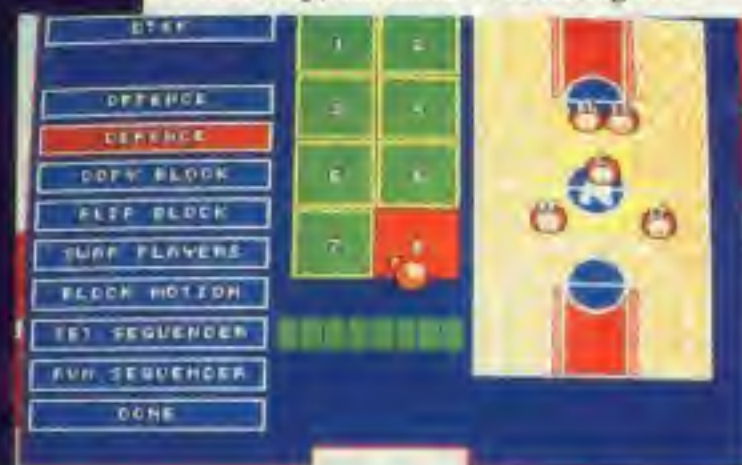 OFFENCE
DEFENCE
COPY BLOCK
FLIP BLOCK
SWAP PLAYERS
BLOCK MOTION
SET SEQUENCER
RUN SEQUENCER
DONE
1 2
3 4
5 6
7 8